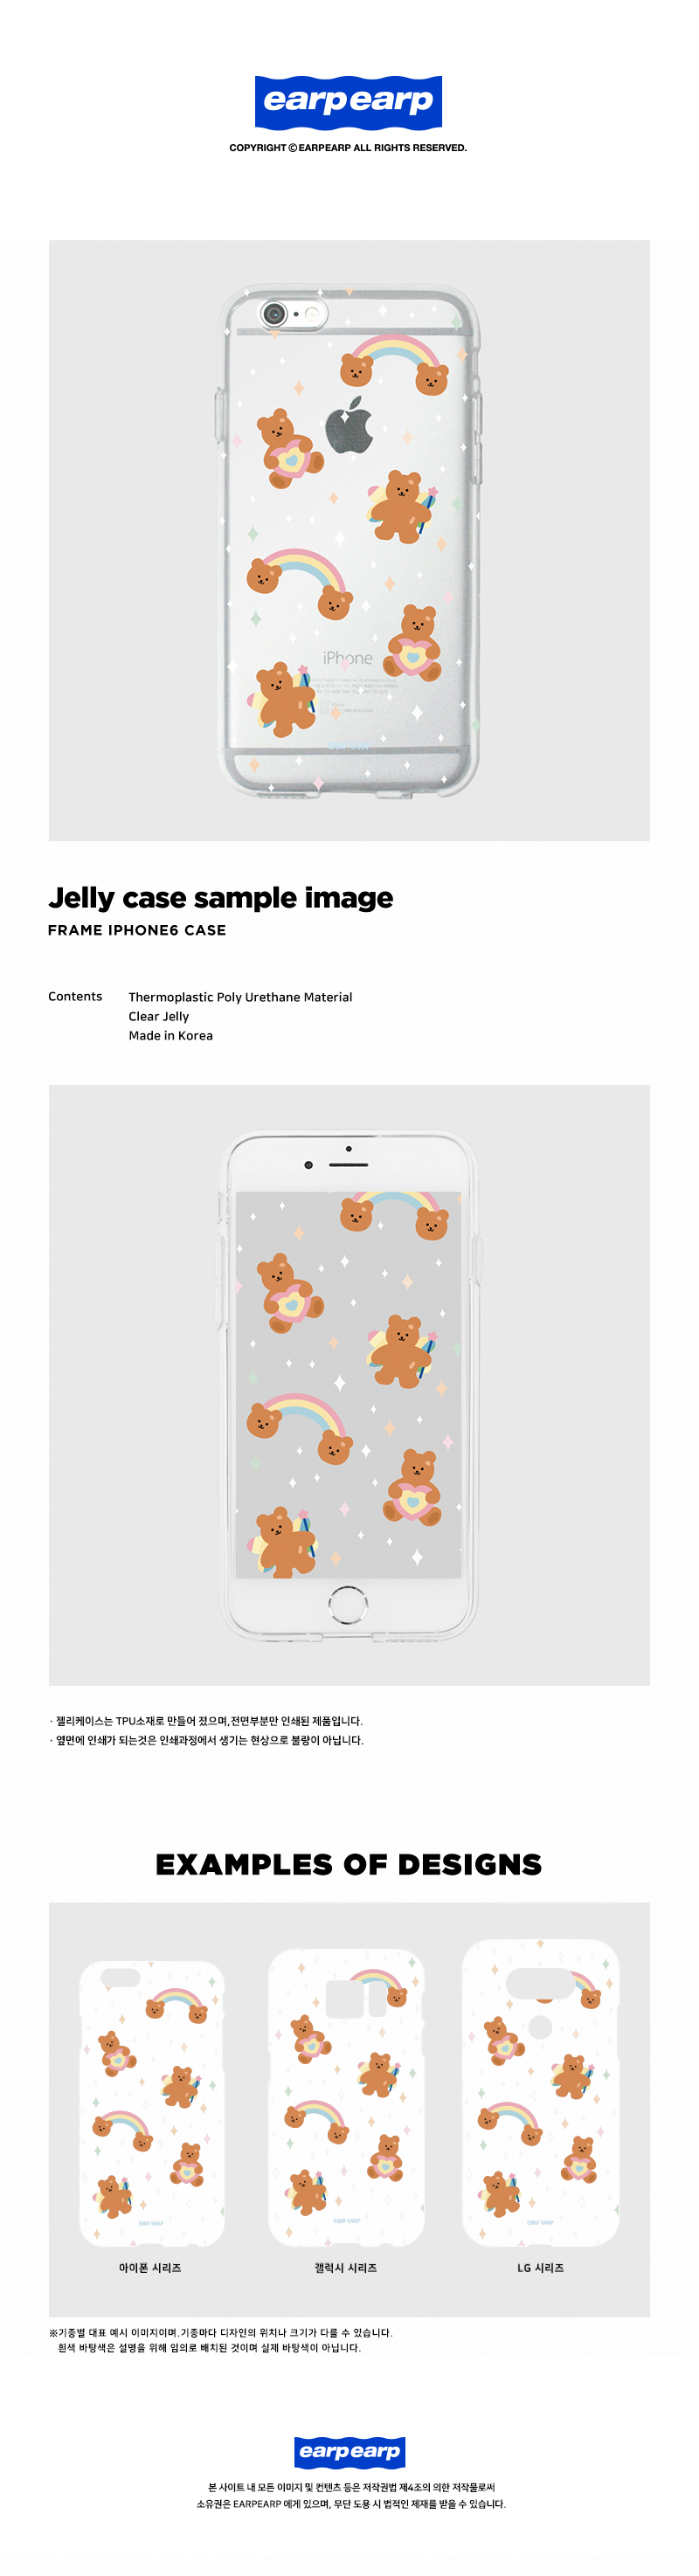 earp earp
COPYRIGHT © EARPEARP ALL RIGHTS RESERVED.
iPhone
Jelly case sample image
FRAME IPHONE6 CASE
Contents
Thermoplastic Poly Urethane Material
Clear Jelly
Made in Korea
· 젤리케이스는 TPU소재로 만들어 졌으며,전면부분만 인쇄된 제품입니다.
· 옆면에 인쇄가 되는것은 인쇄과정에서 생기는 현상으로 불량이 아닙니다.
EXAMPLES OF DESIGNS
EARP EARP
EARP EARP
EARP EARP
아이폰 시리즈
갤럭시 시리즈
LG 시리즈
※기종별 대표 예시 이미지이며.기종마다 디자인의 위치나 크기가 다를 수 있습니다.
흰색 바탕색은 설명을 위해 임의로 배치된 것이며 실제 바탕색이 아닙니다.
earp earp
본 사이트 내 모든 이미지 및 컨텐츠 등은 저작권법 제4조의 의한 저작물로써
소유권은 EARPEARP 에게 있으며, 무단 도용 시 법적인 제재를 받을 수 있습니다.